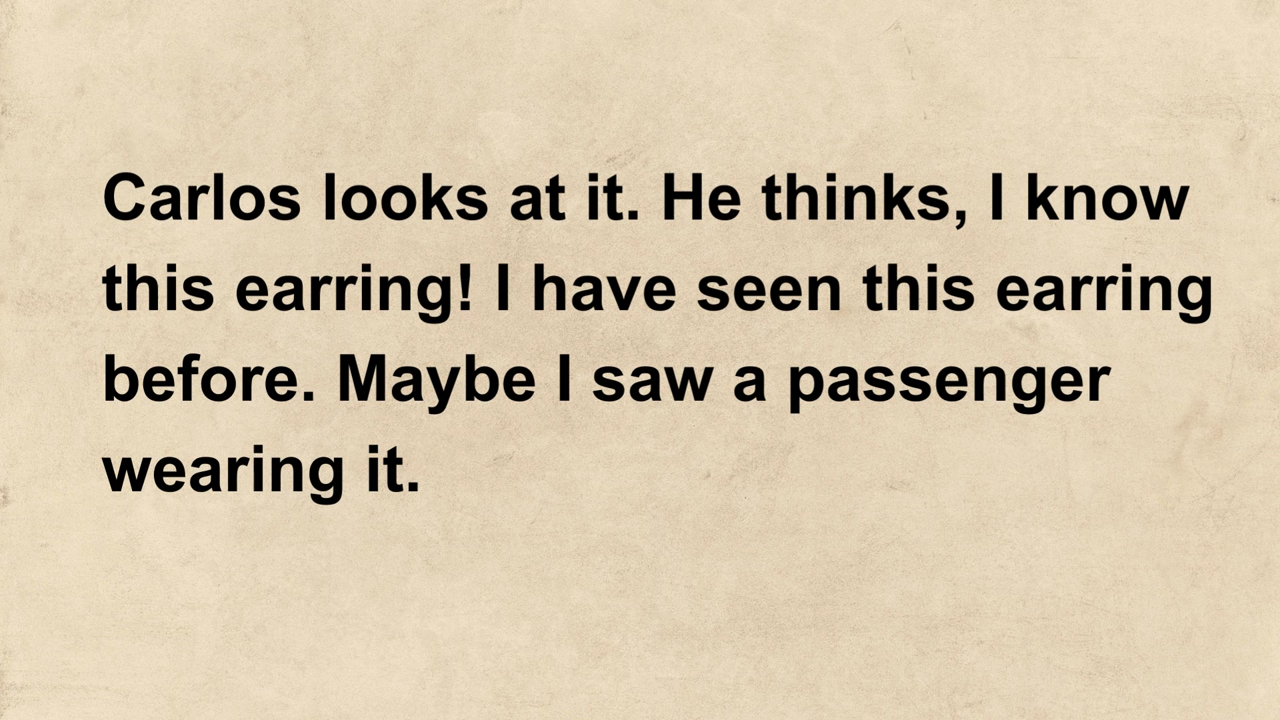 Carlos looks at it. He thinks, I know
this earring! I have seen this earring
before. Maybe I saw a passenger
wearing it.